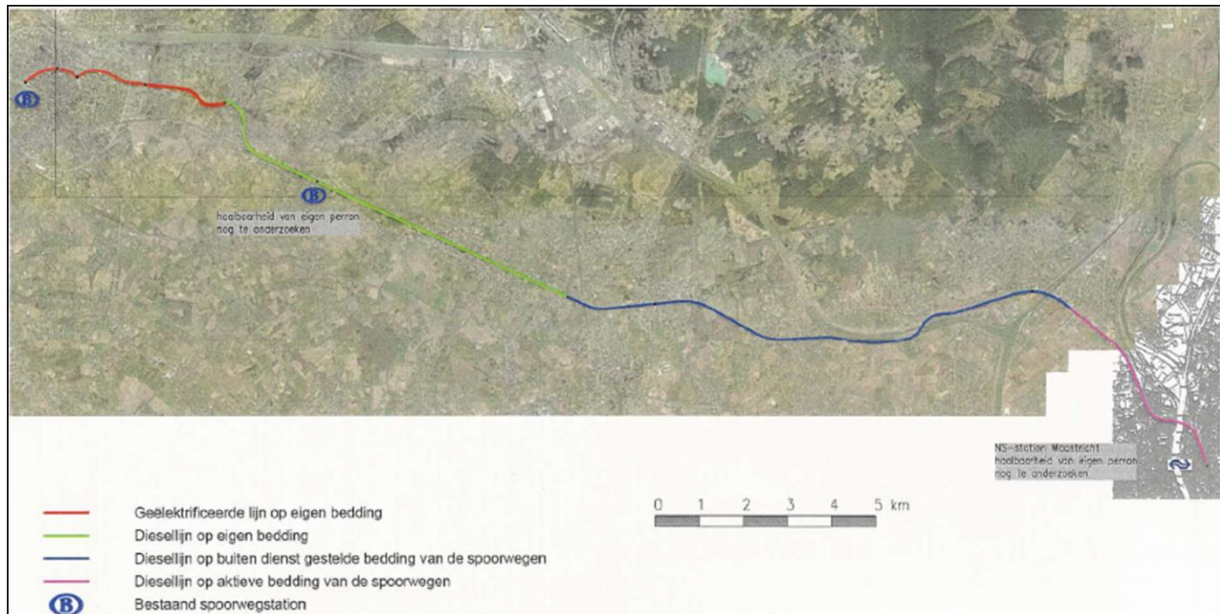 B
B
haalbaarheid van eigen perron
nog te onderzoeken
NS-station Maastricht
haalbaarheid van eigen perron
nog te onderzoeken
0 1 2 3 4 5 km
Geëlektrificeerde lijn op eigen bedding
Diesellijn op eigen bedding
Diesellijn op buiten dienst gestelde bedding van de spoorwegen
Diesellijn op aktieve bedding van de spoorwegen
B Bestaand spoorwegstation